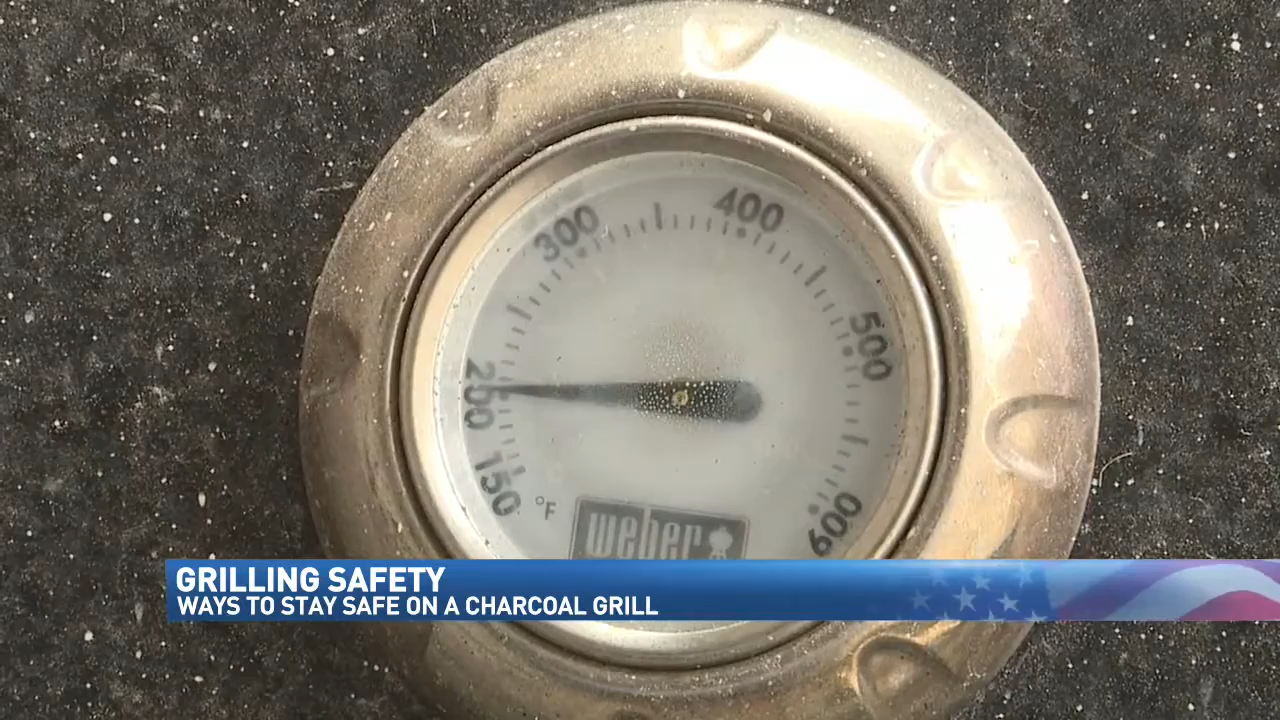 400
300
500
200
150
°F
600
weber
GRILLING SAFETY
WAYS TO STAY SAFE ON A CHARCOAL GRILL